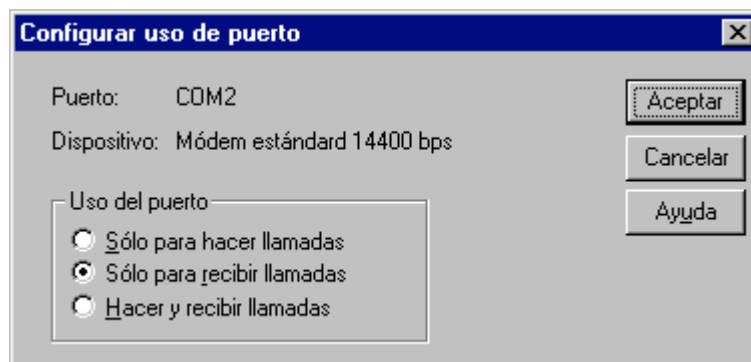 Configurar uso de puerto
Puerto: COM2
Dispositivo: Módem estándard 14400 bps
Uso del puerto
Sólo para hacer llamadas
Sólo para recibir llamadas
Hacer y recibir llamadas
Aceptar
Cancelar
Ayuda